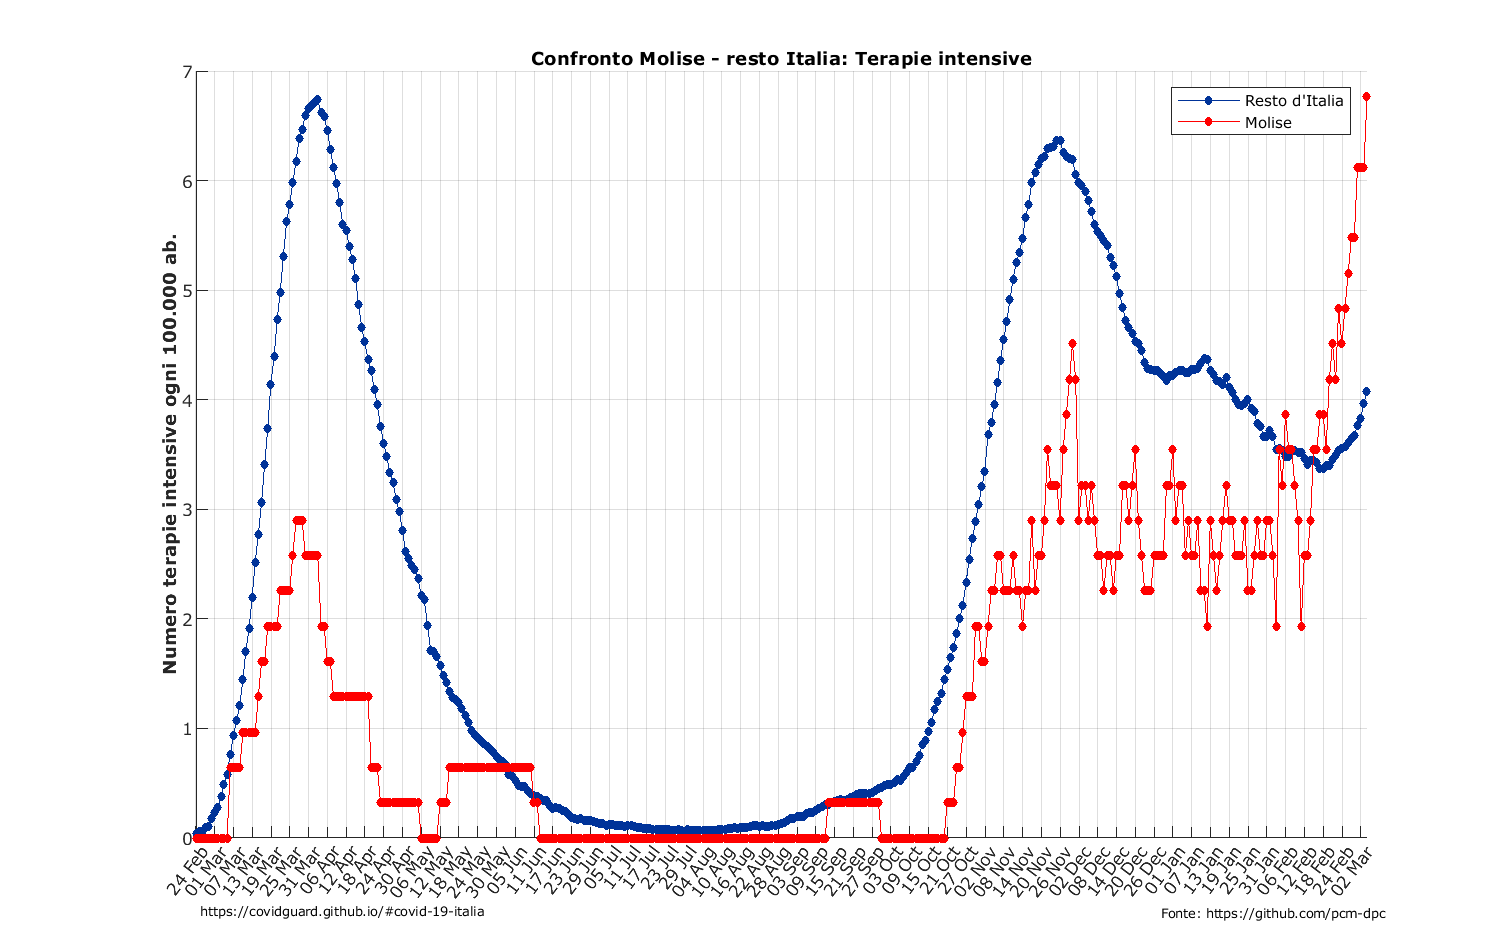 Confronto Molise - resto Italia: Terapie intensive
Resto d'Italia
Molise
Numero terapie intensive ogni 100.000 ab.
7
6
5
4
3
2
1
0
24 Feb
01 Mar
07 Mar
13 Mar
19 Mar
25 Mar
31 Mar
06 Apr
12 Apr
18 Apr
24 Apr
30 Apr
06 May
12 May
18 May
24 May
30 May
05 Jun
11 Jun
17 Jun
23 Jun
29 Jun
05 Jul
11 Jul
17 Jul
23 Jul
29 Jul
04 Aug
10 Aug
16 Aug
22 Aug
28 Aug
03 Sep
09 Sep
15 Sep
21 Sep
27 Sep
03 Oct
09 Oct
15 Oct
21 Oct
27 Oct
02 Nov
08 Nov
14 Nov
20 Nov
26 Nov
02 Dec
08 Dec
14 Dec
20 Dec
26 Dec
01 Jan
07 Jan
13 Jan
19 Jan
25 Jan
31 Jan
06 Feb
12 Feb
18 Feb
24 Feb
02 Mar
https://covidguard.github.io/#covid-19-italia
Fonte: https://github.com/pcm-dpc